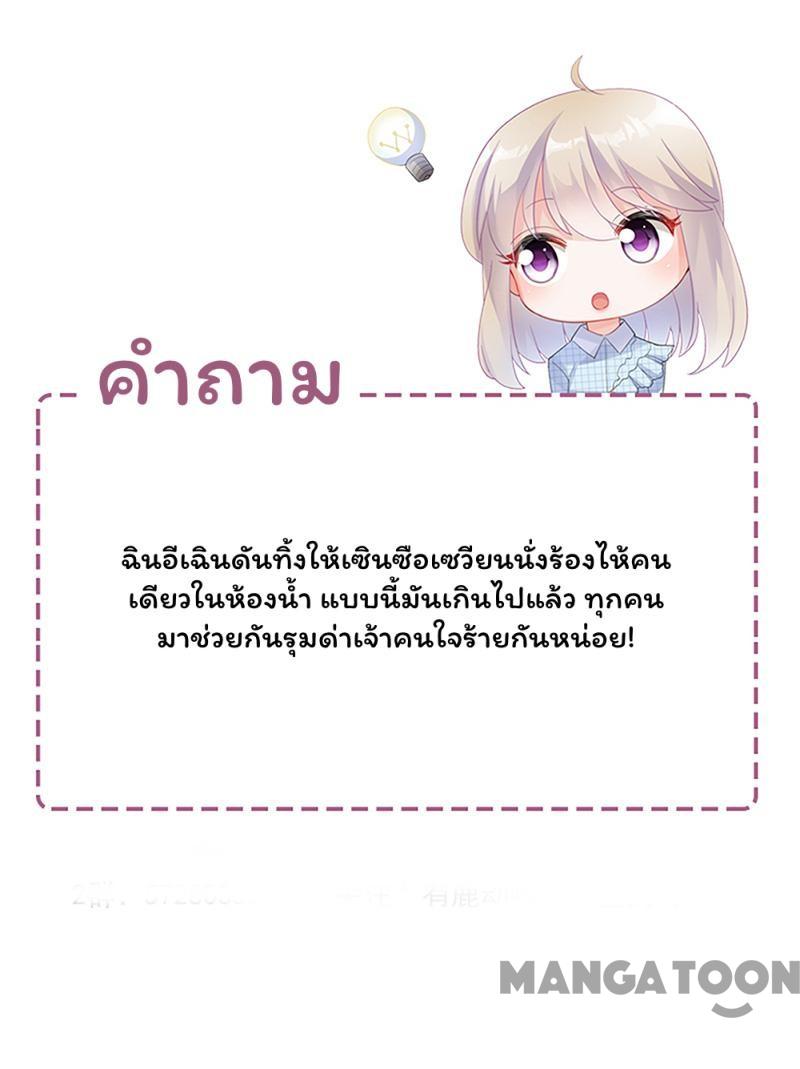 คำถาม
ฉินอีเฉินดันทิ้งให้เซินซือเซวียนนั่งร้องไห้คน
เดียวในห้องน้ำ แบบนี้มันเกินไปแล้ว ทุกคน
มาช่วยกันรุมด่าเจ้าคนใจร้ายกันหน่อย!
2群:
MANGATOON